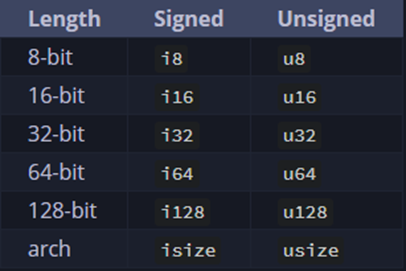 Length Signed Unsigned
8-bit i8 u8
16-bit i16 u16
32-bit i32 u32
64-bit i64 u64
128-bit i128 u128
arch isize usize